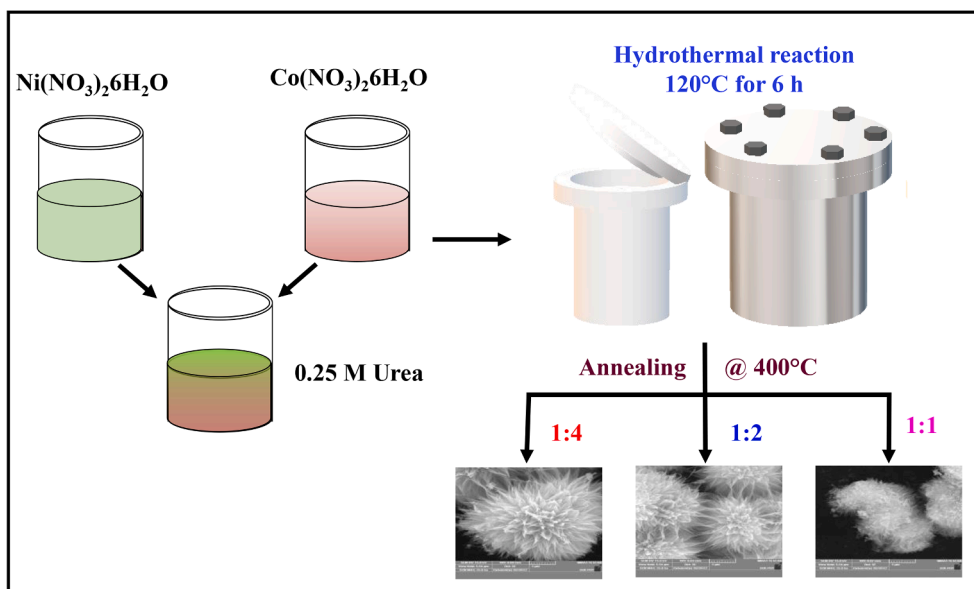 Ni(NO₃)₂6H₂O
Co(NO₃)₂6H₂O
0.25 M Urea
Hydrothermal reaction
120°C for 6 h
Annealing @ 400°C
1:4
1:2
1:1